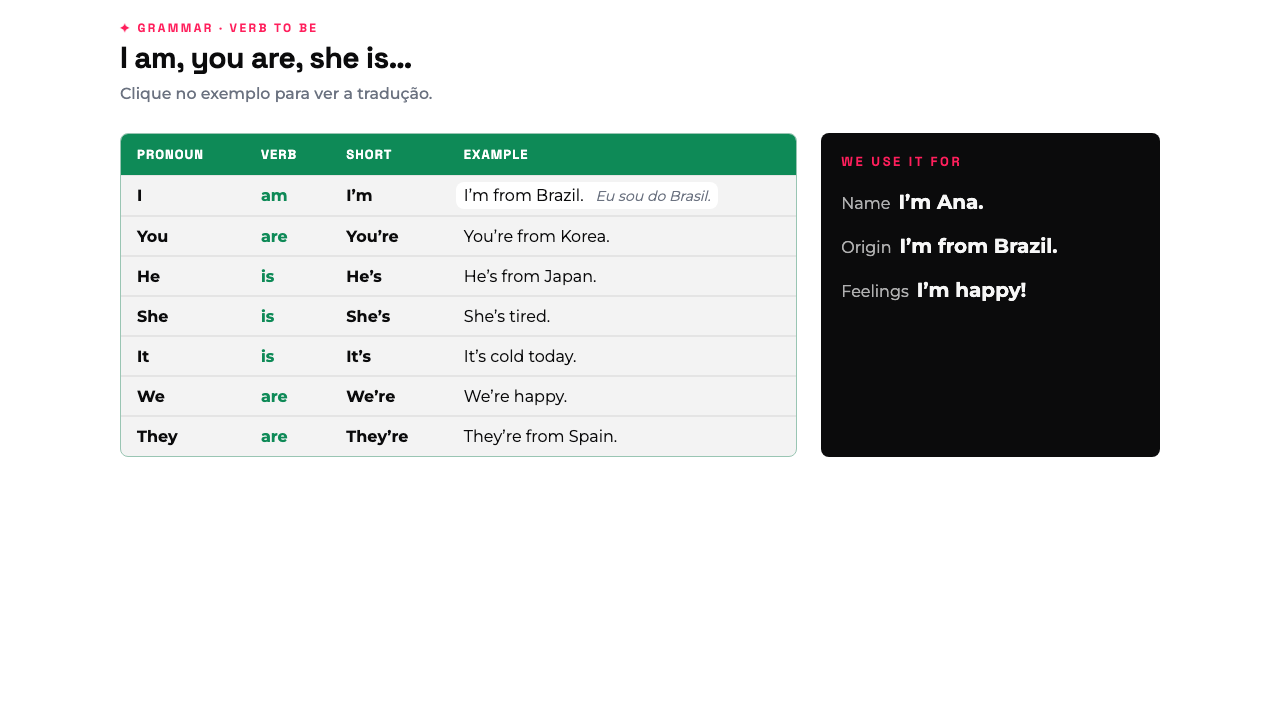 ✦ GRAMMAR · VERB TO BE
I am, you are, she is...
Clique no exemplo para ver a tradução.
PRONOUN VERB SHORT EXAMPLE
I am I’m I’m from Brazil. Eu sou do Brasil.
You are You’re You’re from Korea.
He is He’s He’s from Japan.
She is She’s She’s tired.
It is It’s It’s cold today.
We are We’re We’re happy.
They are They’re They’re from Spain.
WE USE IT FOR
Name I’m Ana.
Origin I’m from Brazil.
Feelings I’m happy!